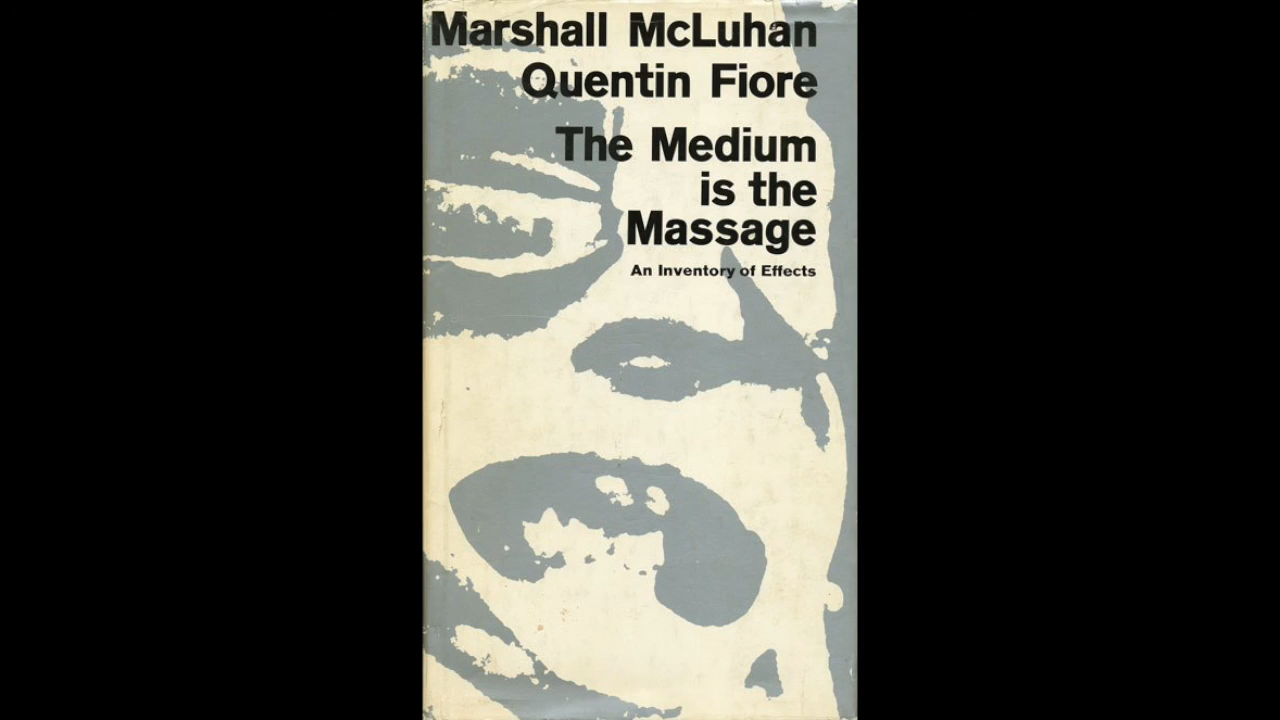 Marshall McLuhan
Quentin Fiore
The Medium
is the
Massage
An Inventory of Effects